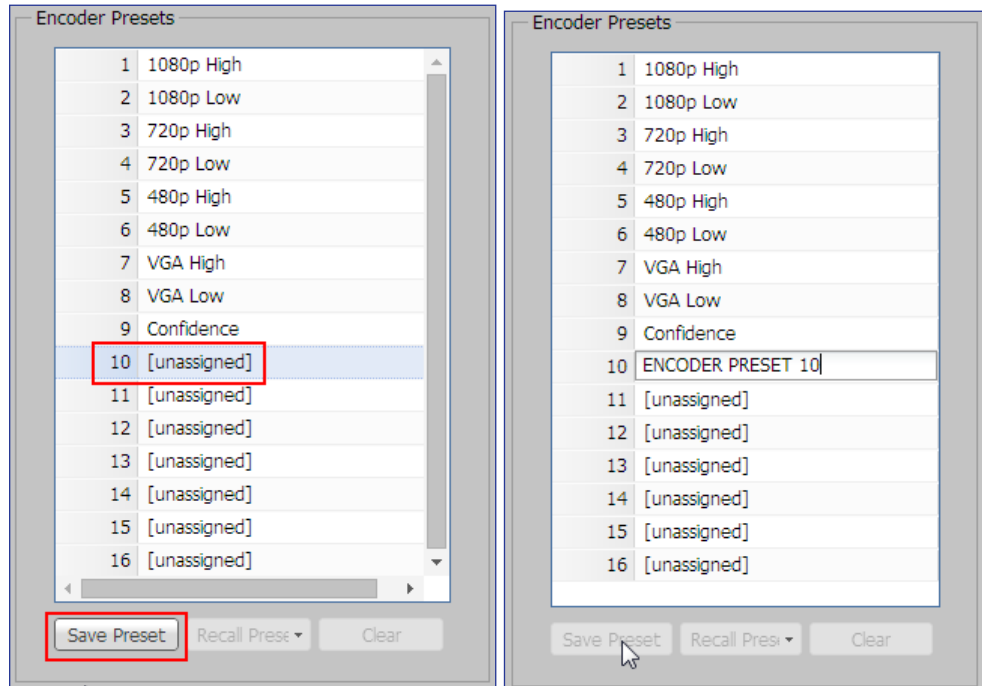 Encoder Presets
1 1080p High
2 1080p Low
3 720p High
4 720p Low
5 480p High
6 480p Low
7 VGA High
8 VGA Low
9 Confidence
10 [unassigned]
11 [unassigned]
12 [unassigned]
13 [unassigned]
14 [unassigned]
15 [unassigned]
16 [unassigned]
Save Preset Recall Prese Clear
Encoder Presets
1 1080p High
2 1080p Low
3 720p High
4 720p Low
5 480p High
6 480p Low
7 VGA High
8 VGA Low
9 Confidence
10 ENCODER PRESET 10
11 [unassigned]
12 [unassigned]
13 [unassigned]
14 [unassigned]
15 [unassigned]
16 [unassigned]
Save Preset Recall Prese Clear